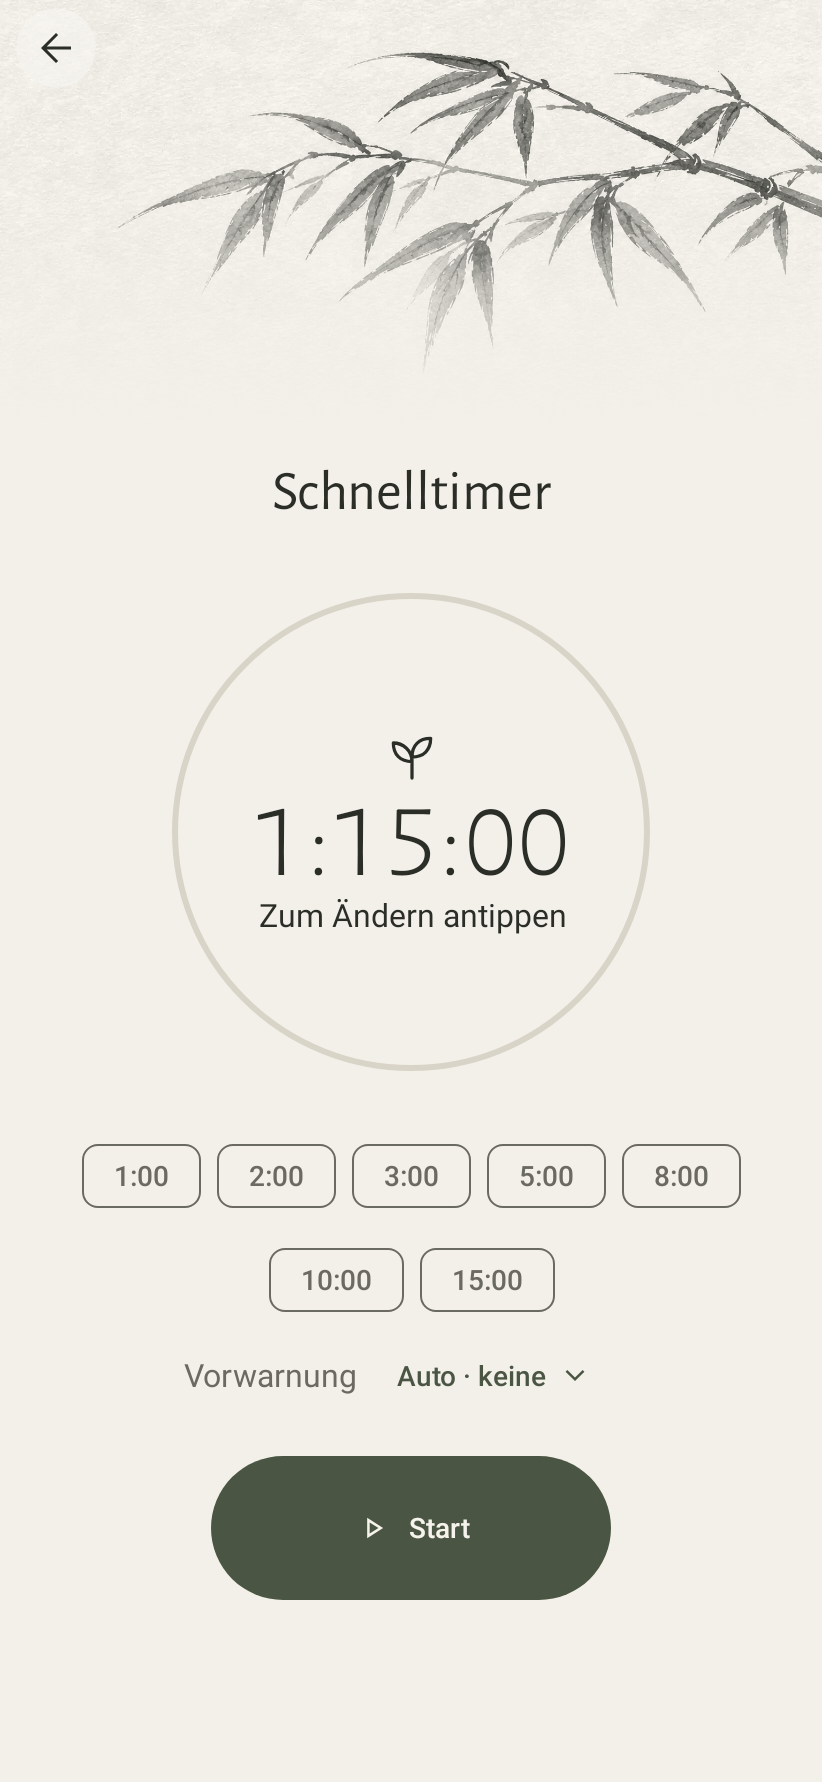 Schnelltimer
1:15:00
Zum Ändern antippen
1:00 2:00 3:00 5:00 8:00
10:00 15:00
Vorwarnung Auto · keine
Start